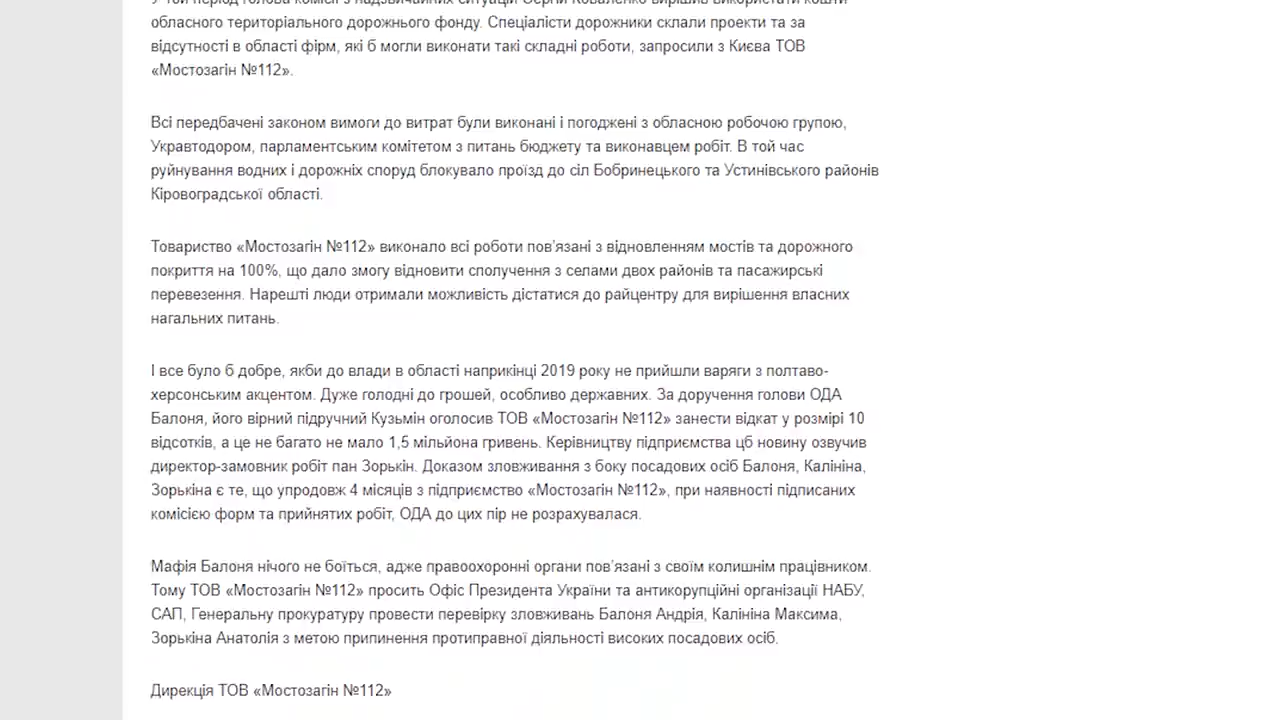 У той період голова комісії з надзвичайних ситуацій Сергій Коваленко вирішив використати кошти
обласного територіального дорожнього фонду. Спеціалісти дорожники склали проекти та за
відсутності в області фірм, які б могли виконати такі складні роботи, запросили з Києва ТОВ
«Мостозагін №112».
Всі передбачені законом вимоги до витрат були виконані і погоджені з обласною робочою групою,
Укравтодором, парламентським комітетом з питань бюджету та виконавцем робіт. В той час
руйнування водних і дорожніх споруд блокувало проїзд до сіл Бобринецького та Устинівського районів
Кіровоградської області.
Товариство «Мостозагін №112» виконало всі роботи пов’язані з відновленням мостів та дорожного
покриття на 100%, що дало змогу відновити сполучення з селами двох районів та пасажирські
перевезення. Нарешті люди отримали можливість дістатися до райцентру для вирішення власних
нагальних питань.
І все було б добре, якби до влади в області наприкінці 2019 року не прийшли варяги з полтаво-
херсонським акцентом. Дуже голодні до грошей, особливо державних. За доручення голови ОДА
Балоня, його вірний підручний Кузьмін оголосив ТОВ «Мостозагін №112» занести відкат у розмірі 10
відсотків, а це не багато не мало 1,5 мільйона гривень. Керівництву підприємства цб новину озвучив
директор-замовник робіт пан Зорькін. Доказом зловживання з боку посадових осіб Балоня, Калініна,
Зорькіна є те, що упродовж 4 місяців з підприємство «Мостозагін №112», при наявності підписаних
комісією форм та прийнятих робіт, ОДА до цих пір не розрахувалася.
Мафія Балоня нічого не боїться, адже правоохоронні органи пов’язані з своїм колишнім працівником.
Тому ТОВ «Мостозагін №112» просить Офіс Президента України та антикорупційні організації НАБУ,
САП, Генеральну прокуратуру провести перевірку зловживань Балоня Андрія, Калініна Максима,
Зорькіна Анатолія з метою припинення протиправної діяльності високих посадових осіб.
Дирекція ТОВ «Мостозагін №112»